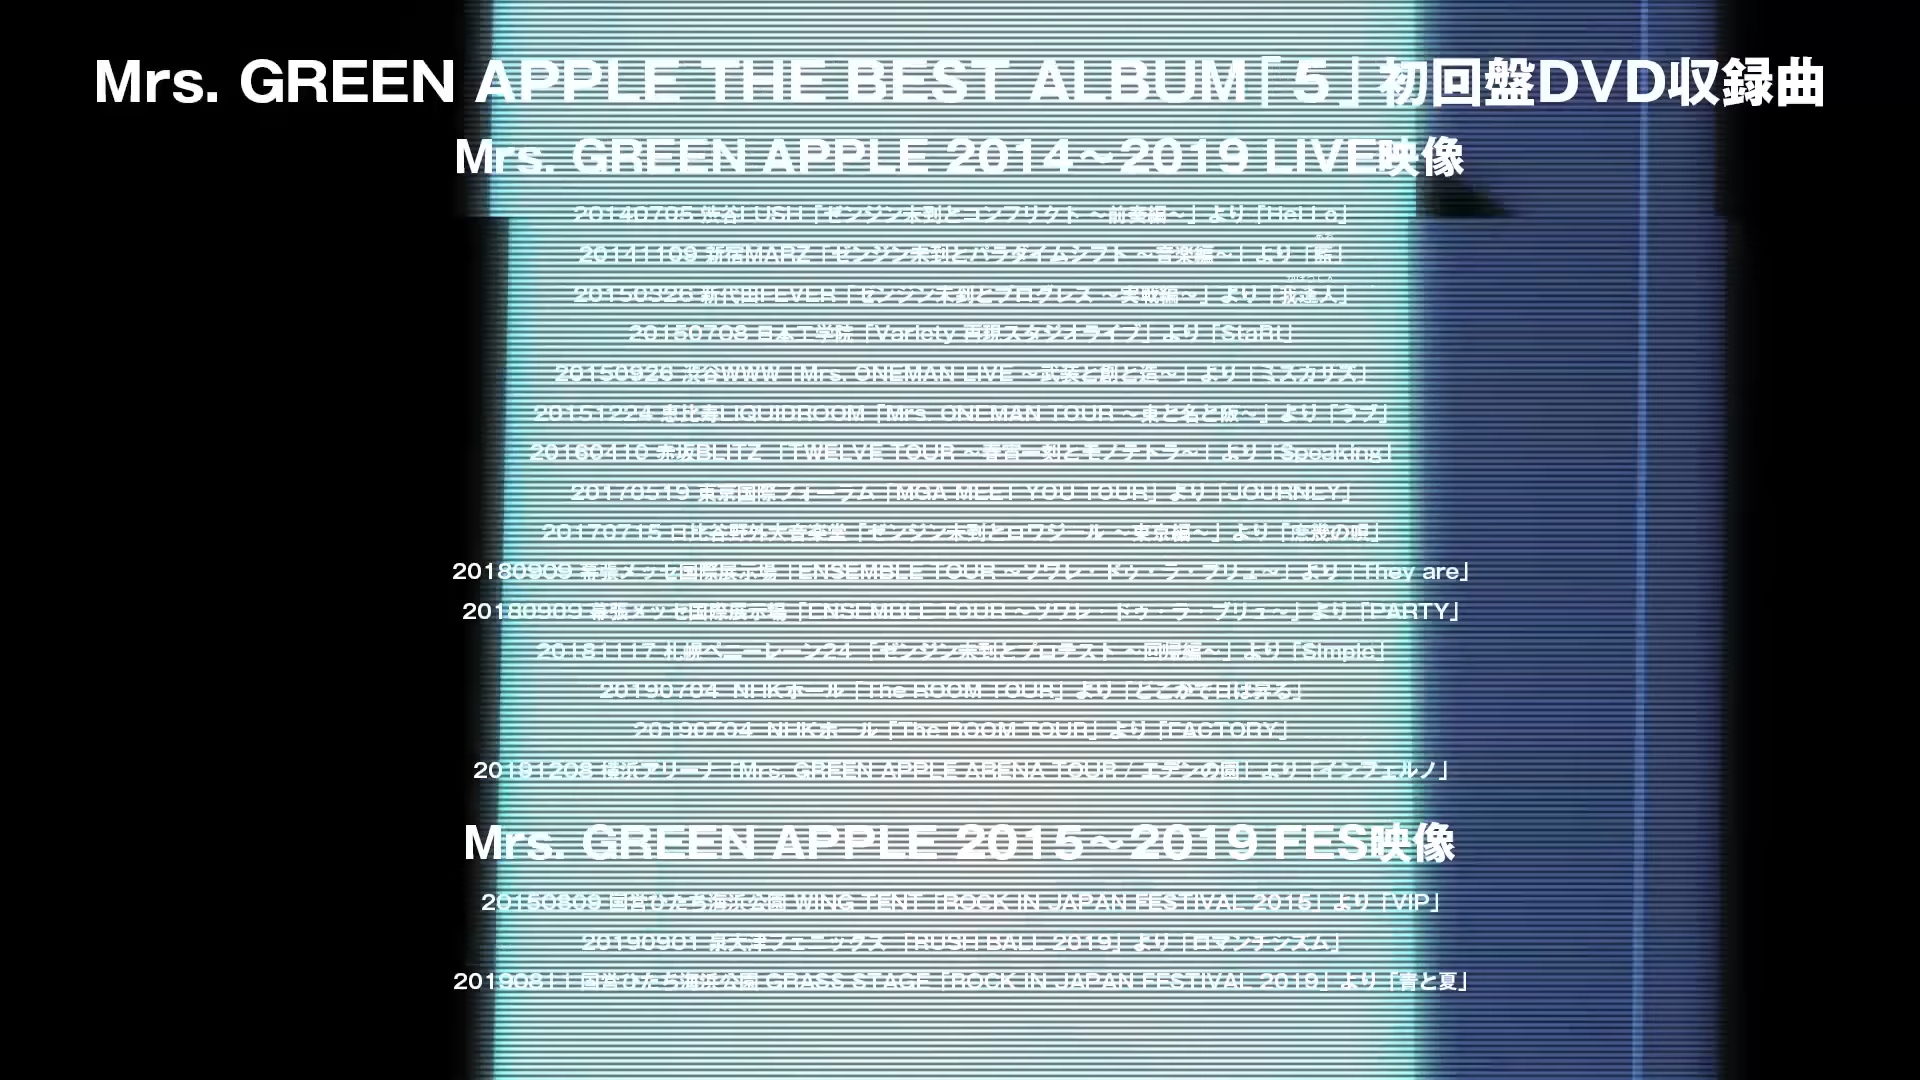 Mrs. GREEN APPLE THE BEST ALBUM「5」初回盤DVD収録曲
Mrs. GREEN APPLE 2014～2019 LIVE映像
20140705 渋谷LUSH「ゼンジン未到とコンフリクト ～前奏編～」より「HeLLo」
20141109 新宿MARZ「ゼンジン未到とパラダイムシフト ～音楽編～」より「藍」
20150326 新代田FEVER「ゼンジン未到とプログレス ～実戦編～」より「我逢人」
20150708 日本工学院「Variety 再現スタジオライブ」より「StaRt」
20150926 渋谷WWW「Mrs. ONEMAN LIVE ～武装と創と造～」より「ミスカサズ」
20151224 恵比寿LIQUIDROOM「Mrs. ONEMAN TOUR ～東と名と阪～」より「うブ」
20160410 赤坂BLITZ 「TWELVE TOUR ～春宵一刻とモノテトラ～」より「Speaking」
20170519 東京国際フォーラム「MGA MEET YOU TOUR」より「JOURNEY」
20170715 日比谷野外大音楽堂「ゼンジン未到とロワジール ～東京編～」より「庶幾の唄」
20180909 幕張メッセ国際展示場「ENSEMBLE TOUR ～ソワレ・ドゥ・ラ・ブリュ～」より「They are」
20180909 幕張メッセ国際展示場「ENSEMBLE TOUR ～ソワレ・ドゥ・ラ・ブリュ～」より「PARTY」
20181117 札幌ペニーレーン24 「ゼンジン未到とプロテスト ～回帰編～」より「Simple」
20190704 NHKホール「The ROOM TOUR」より「どこかで日は昇る」
20190704 NHKホール「The ROOM TOUR」より「FACTORY」
20191208 横浜アリーナ「Mrs. GREEN APPLE ARENA TOUR / エデンの園」より「インフェルノ」
Mrs. GREEN APPLE 2015～2019 FES映像
20150809 国営ひたち海浜公園 WING TENT「ROCK IN JAPAN FESTIVAL 2015」より「VIP」
20190901 泉大津フェニックス 「RUSH BALL 2019」より「ロマンチシズム」
20190811 国営ひたち海浜公園 GRASS STAGE「ROCK IN JAPAN FESTIVAL 2019」より「青と夏」